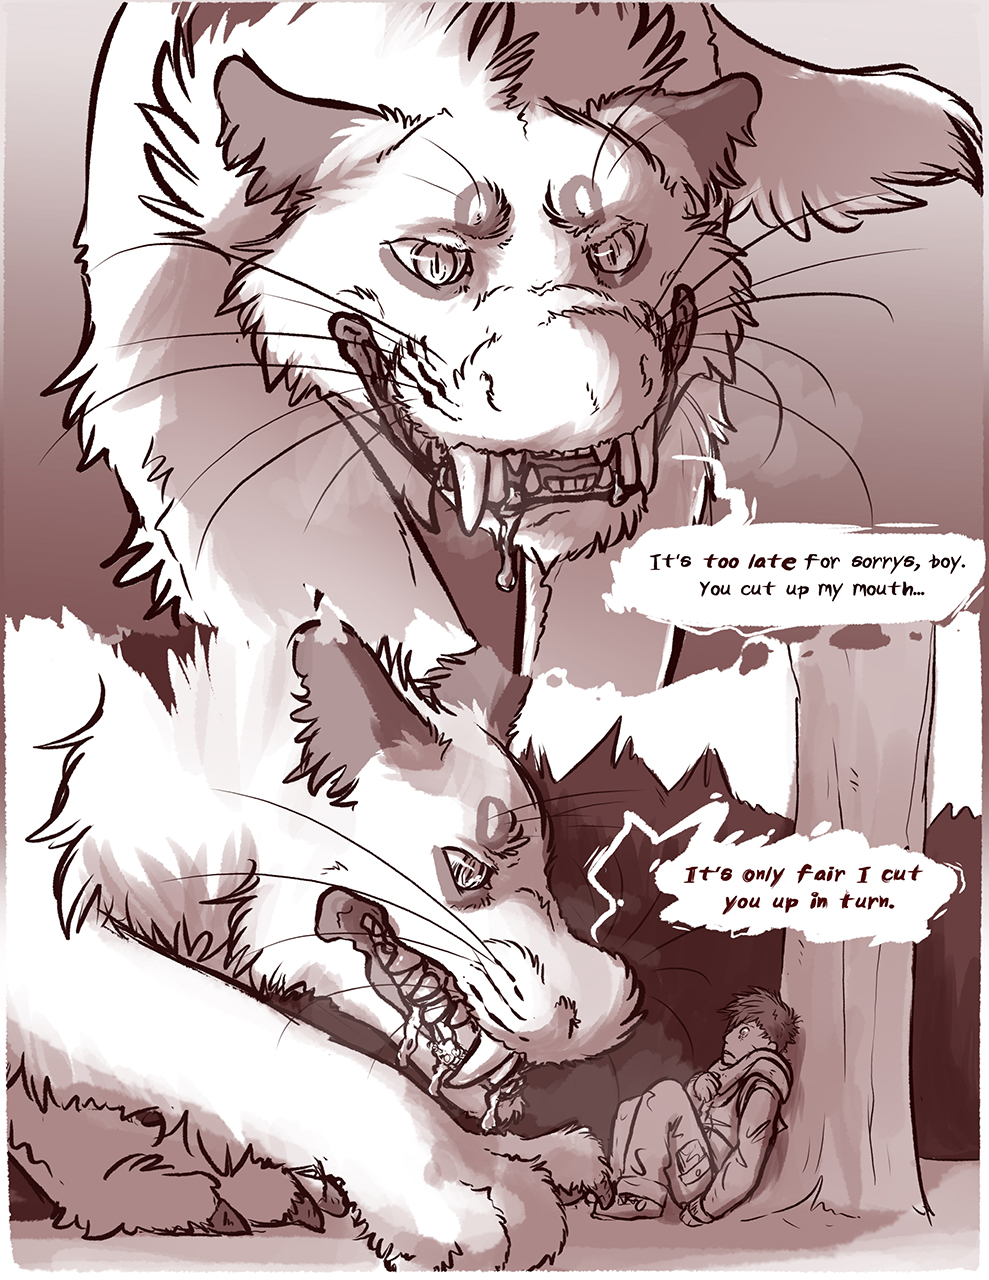 It's too late for sorrys, boy.
You cut up my mouth...
It's only fair I cut
you up in turn.